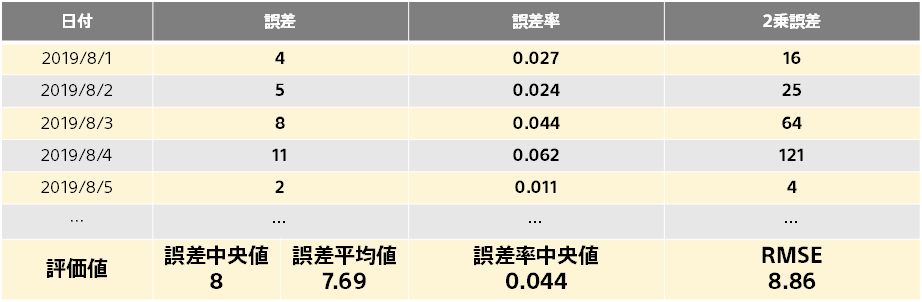 日付 誤差 誤差率 2乗誤差
2019/8/1 4 0.027 16
2019/8/2 5 0.024 25
2019/8/3 8 0.044 64
2019/8/4 11 0.062 121
2019/8/5 2 0.011 4
… … … …
評価値 誤差中央値 誤差平均値 誤差率中央値 RMSE
8 7.69 0.044 8.86